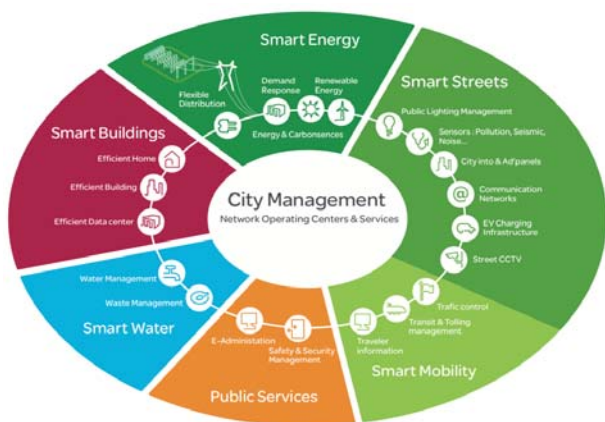 Smart Energy
Flexible
Distribution
Demand
Response
Renewable
Energy
Energy & Carbonsences
Smart Streets
Public Lighting Management
Sensors : Pollution, Seismic,
Noise...
City into & Ad'panels
@
Communication
Networks
EV Charging
Infrastructure
Street CCTV
Smart Buildings
Efficient Home
Efficient Building
Efficient Data center
City Management
Network Operating Centers & Services
Water Management
Waste Management
Smart Water
E-Administation
Safety & Security
Management
Public Services
Trafic control
Transit & Tolling
management
Traveler
information
Smart Mobility